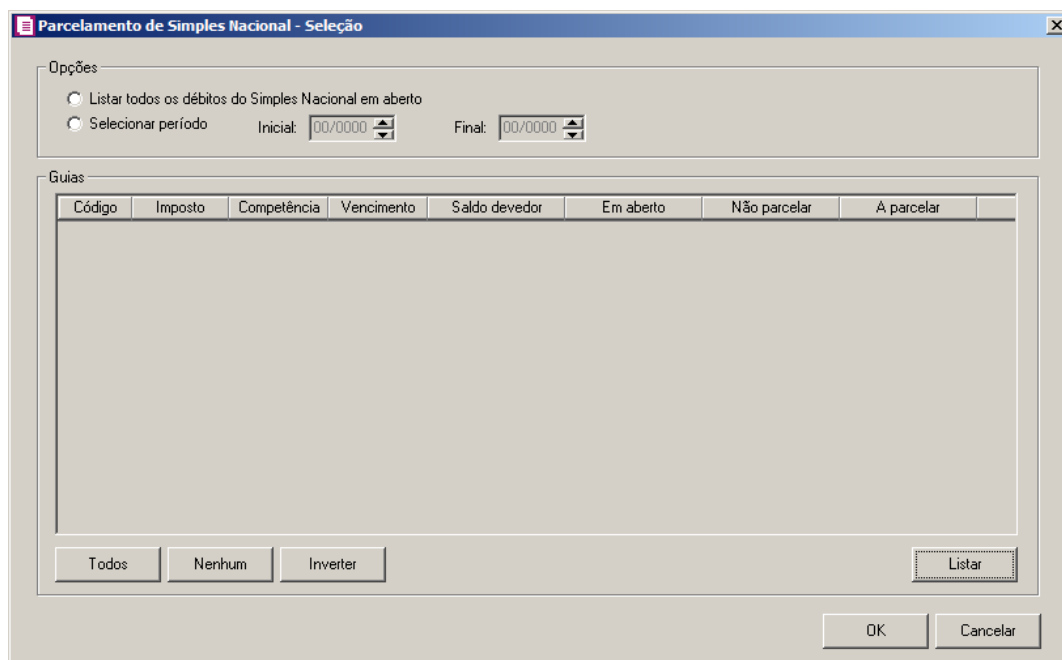 Parcelamento de Simples Nacional - Seleção
Opções
Listar todos os débitos do Simples Nacional em aberto
Selecionar período Inicial: 00/0000 Final: 00/0000
Guias
Código Imposto Competência Vencimento Saldo devedor Em aberto Não parcelar A parcelar
Todos Nenhum Inverter Listar
OK Cancelar